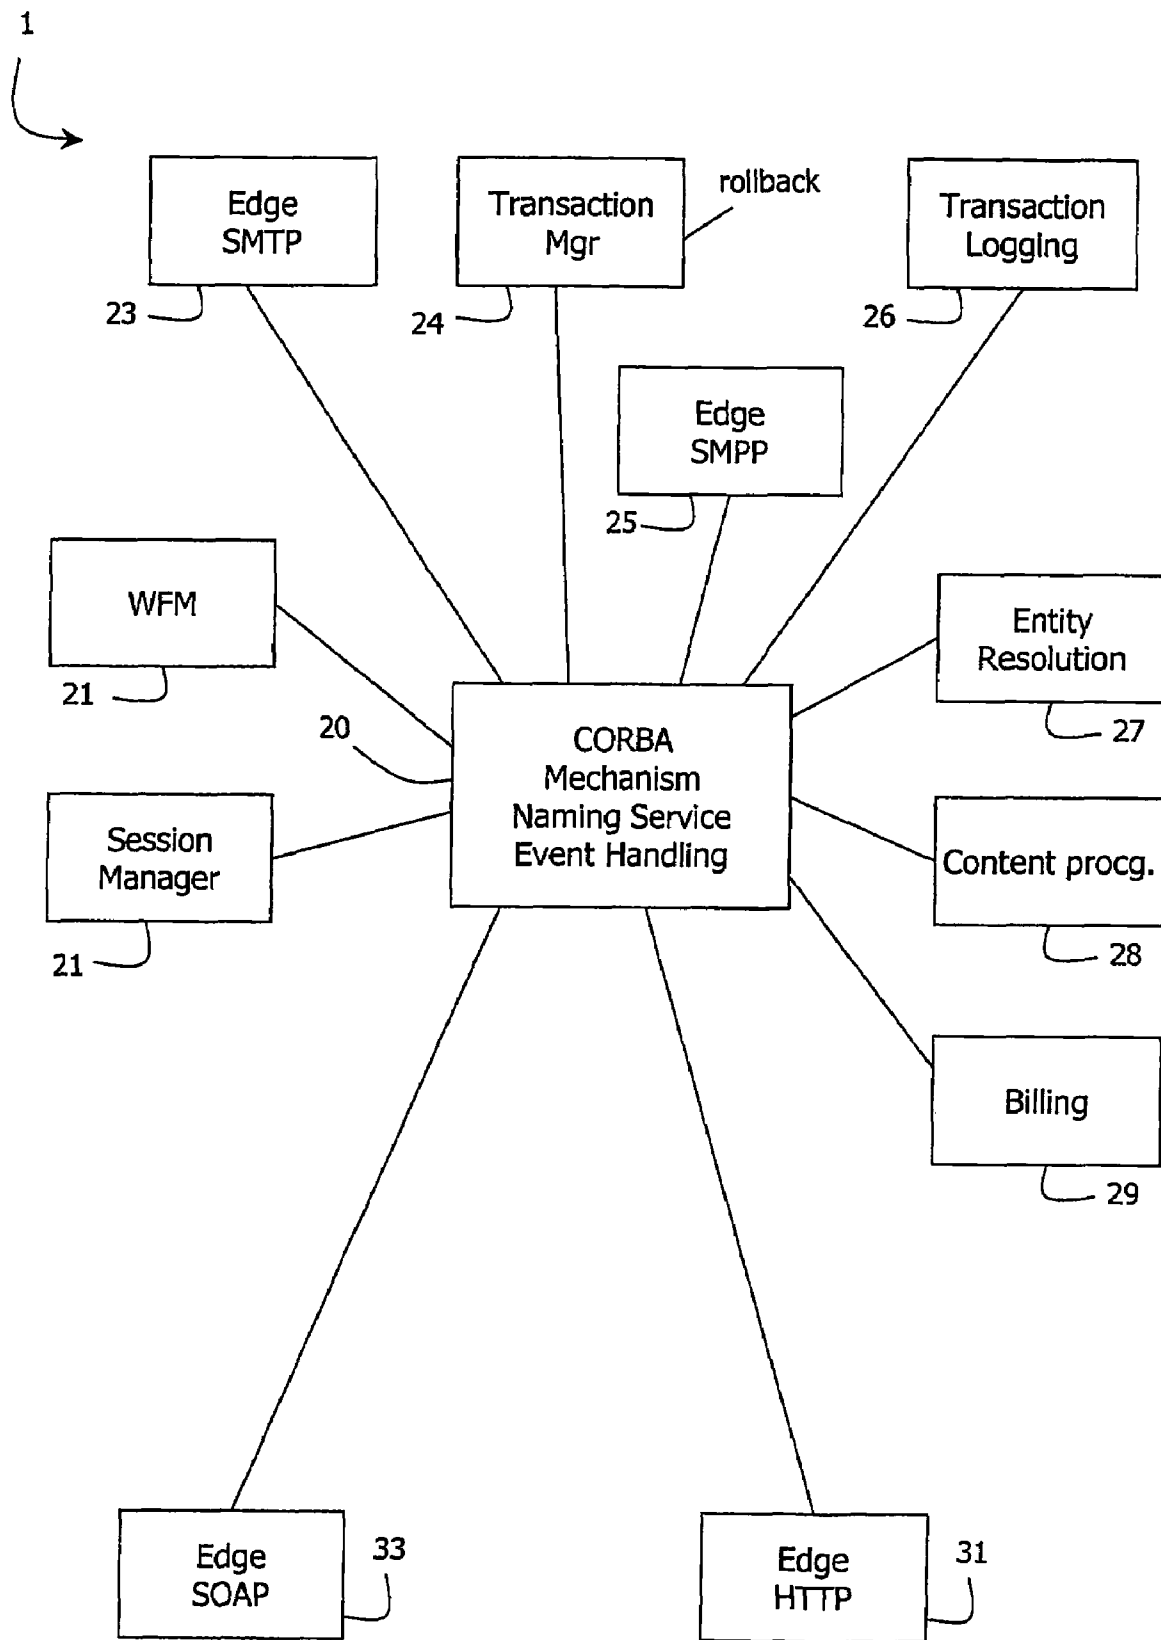 1
Edge
SMTP
23
Transaction
Mgr
24
rollback
Transaction
Logging
26
Edge
SMPP
25
WFM
21
Entity
Resolution
27
20
CORBA
Mechanism
Naming Service
Event Handling
Session
Manager
21
Content procg.
28
Billing
29
Edge
SOAP
33
Edge
HTTP
31